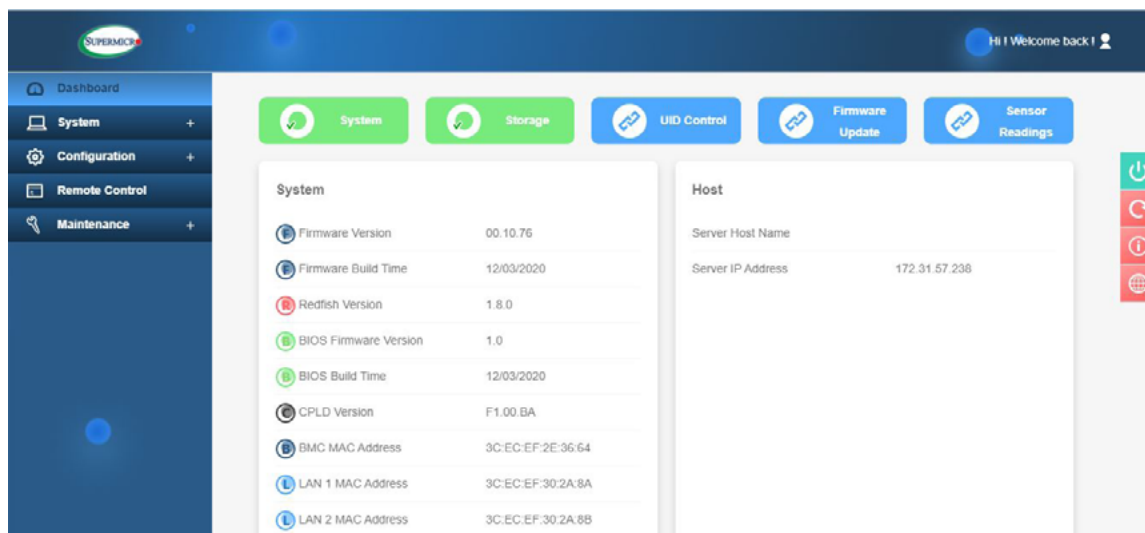 SUPERMICR
Hi ! Welcome back !
Dashboard
System +
Configuration +
Remote Control
Maintenance +
System
Storage
UID Control
Firmware
Update
Sensor
Readings
System
F Firmware Version 00.10.76
F Firmware Build Time 12/03/2020
R Redfish Version 1.8.0
B BIOS Firmware Version 1.0
B BIOS Build Time 12/03/2020
C CPLD Version F1.00.BA
B BMC MAC Address 3C:EC:EF:2E:36:64
L LAN 1 MAC Address 3C:EC:EF:30:2A:8A
L LAN 2 MAC Address 3C:EC:EF:30:2A:8B
Host
Server Host Name
Server IP Address 172.31.57.238